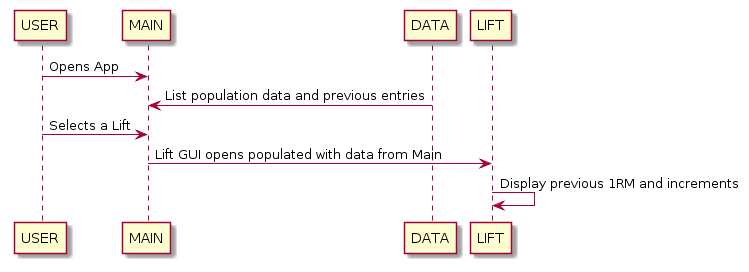 USER
MAIN
DATA
LIFT
Opens App
List population data and previous entries
Selects a Lift
Lift GUI opens populated with data from Main
Display previous 1RM and increments
USER
MAIN
DATA
LIFT